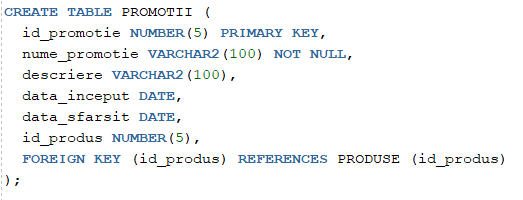 CREATE TABLE PROMOTII (
id_promotie NUMBER(5) PRIMARY KEY,
nume_promotie VARCHAR2(100) NOT NULL,
descriere VARCHAR2(100),
data_inceput DATE,
data_sfarsit DATE,
id_produs NUMBER(5),
FOREIGN KEY (id_produs) REFERENCES PRODUSE (id_produs)
);